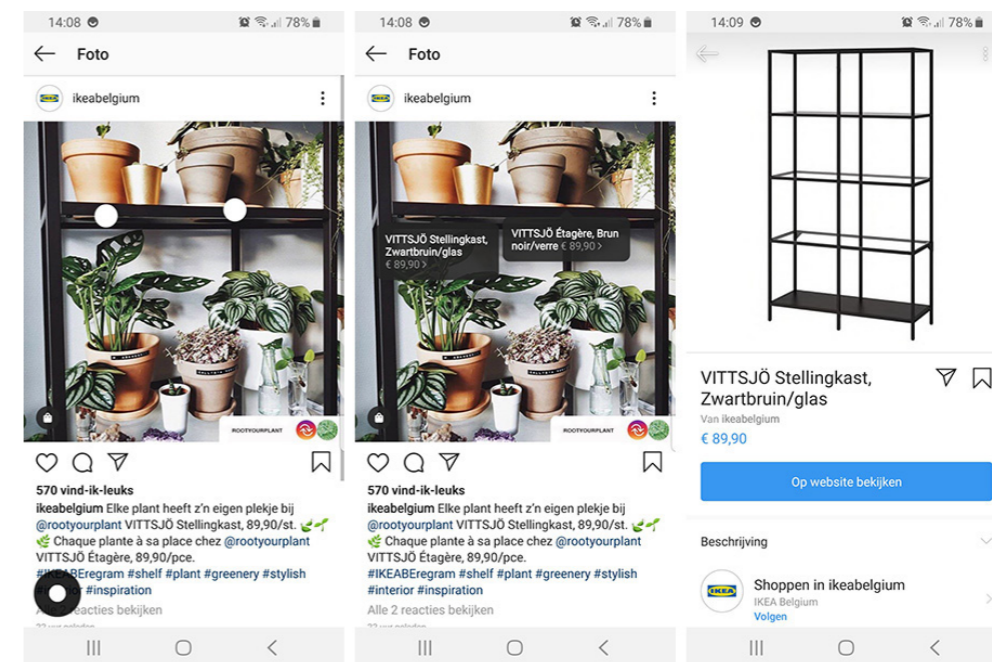 14:08
78%
Foto
IKEA
ikeabelgium
ROOTYOURPLANT
570 vind-ik-leuks
ikeabelgium Elke plant heeft z'n eigen plekje bij
@rootyourplant VITTSJÖ Stellingkast, 89,90/st.
Chaque plante à sa place chez @rootyourplant
VITTSJÖ Étagère, 89,90/pce.
#IKEABEregram #shelf #plant #greenery #stylish
#inspiration
Alle 2 reacties bekijken
14:08
78%
Foto
IKEA
ikeabelgium
VITTSJÖ Stellingkast,
Zwartbruin/glas
€ 89,90 >
VITTSJÖ Étagère, Brun
noir/verre € 89,90 >
ROOTYOURPLANT
570 vind-ik-leuks
ikeabelgium Elke plant heeft z'n eigen plekje bij
@rootyourplant VITTSJÖ Stellingkast, 89,90/st.
Chaque plante à sa place chez @rootyourplant
VITTSJÖ Étagère, 89,90/pce.
#IKEABEregram #shelf #plant #greenery #stylish
#interior #inspiration
Alle 2 reacties bekijken
14:09
78%
VITTSJÖ Stellingkast,
Zwartbruin/glas
Van ikeabelgium
€ 89,90
Op website bekijken
Beschrijving
IKEA
Shoppen in ikeabelgium
IKEA Belgium
Volgen